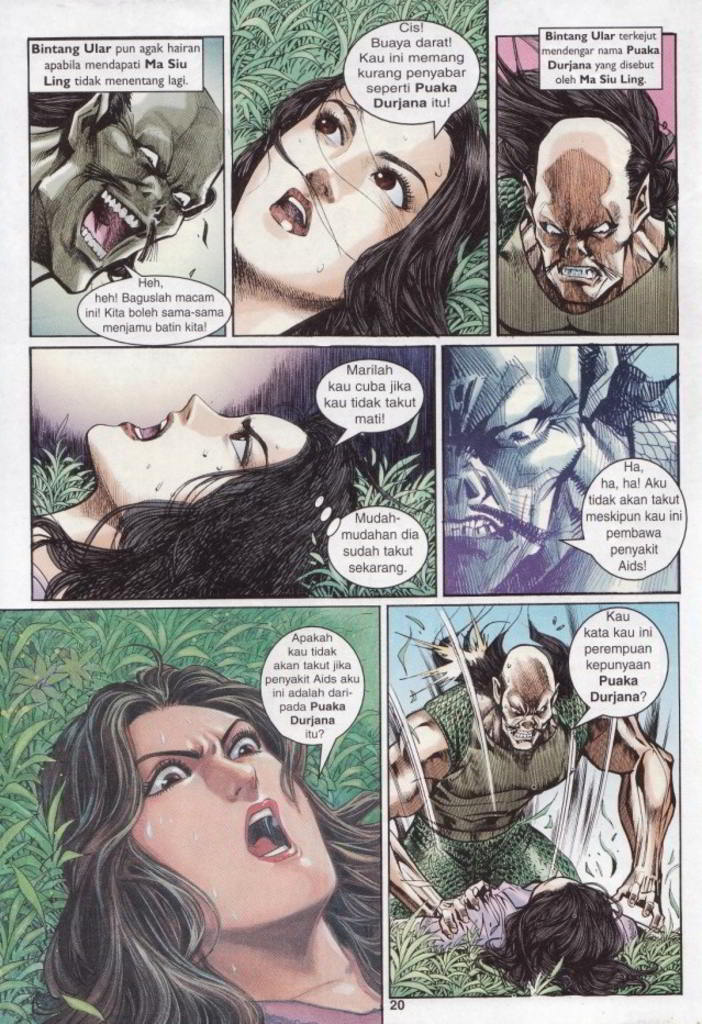 Bintang Ular pun agak hairan
apabila mendapati Ma Siu
Ling tidak menentang lagi.
Heh,
heh! Baguslah macam
ini! Kita boleh sama-sama
menjamu batin kita!
Cis!
Buaya darat!
Kau ini memang
kurang penyabar
seperti Puaka
Durjana itu!
Bintang Ular terkejut
mendengar nama Puaka
Durjana yang disebut
oleh Ma Siu Ling.
Marilah
kau cuba jika
kau tidak takut
mati!
Mudah-
mudahan dia
sudah takut
sekarang.
Ha,
ha, ha! Aku
tidak akan takut
meskipun kau ini
pembawa
penyakit
Aids!
Apakah
kau tidak
akan takut jika
penyakit Aids aku
ini adalah dari-
pada Puaka
Durjana
itu?
Kau
kata kau ini
perempuan
kepunyaan
Puaka
Durjana?
20